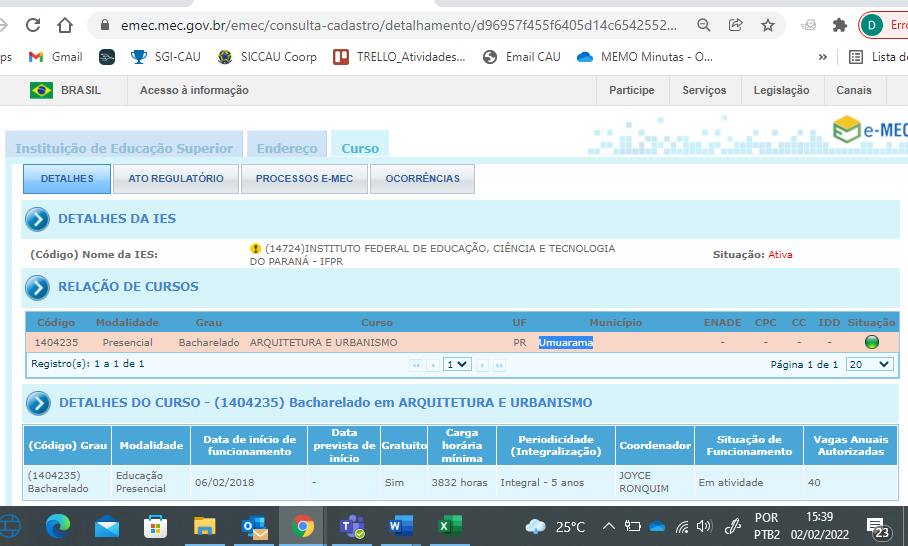 emec.mec.gov.br/emec/consulta-cadastro/detalhamento/d96957f455f6405d14c6542552...
D
Erro
ps
Gmail
SGI-CAU
SICCAU Coorp
TRELLO_Atividades...
Email CAU
MEMO Minutas - O...
»
Lista de
BRASIL
Acesso à informação
Participe
Serviços
Legislação
Canais
e-MEC
Instituição de Educação Superior
Endereço
Curso
DETALHES
ATO REGULATÓRIO
PROCESSOS E-MEC
OCORRÊNCIAS
DETALHES DA IES
(Código) Nome da IES:
(14724)INSTITUTO FEDERAL DE EDUCAÇÃO, CIÊNCIA E TECNOLOGIA
DO PARANÁ - IFPR
Situação: Ativa
RELAÇÃO DE CURSOS
Código Modalidade Grau Curso UF Município ENADE CPC CC IDD Situação
1404235 Presencial Bacharelado ARQUITETURA E URBANISMO PR Umuarama - - - -
Registro(s): 1 a 1 de 1
1
Página 1 de 1
20
DETALHES DO CURSO - (1404235) Bacharelado em ARQUITETURA E URBANISMO
(Código) Grau
Modalidade
Data de início de
funcionamento
Data
prevista de
início
Gratuito
Carga
horária
mínima
Periodicidade
(Integralização)
Coordenador
Situação de
Funcionamento
Vagas Anuais
Autorizadas
(1404235)
Bacharelado
Educação
Presencial
06/02/2018
-
Sim
3832 horas
Integral - 5 anos
JOYCE
RONQUIM
Em atividade
40
25°C
POR
PTB2
15:39
02/02/2022
23